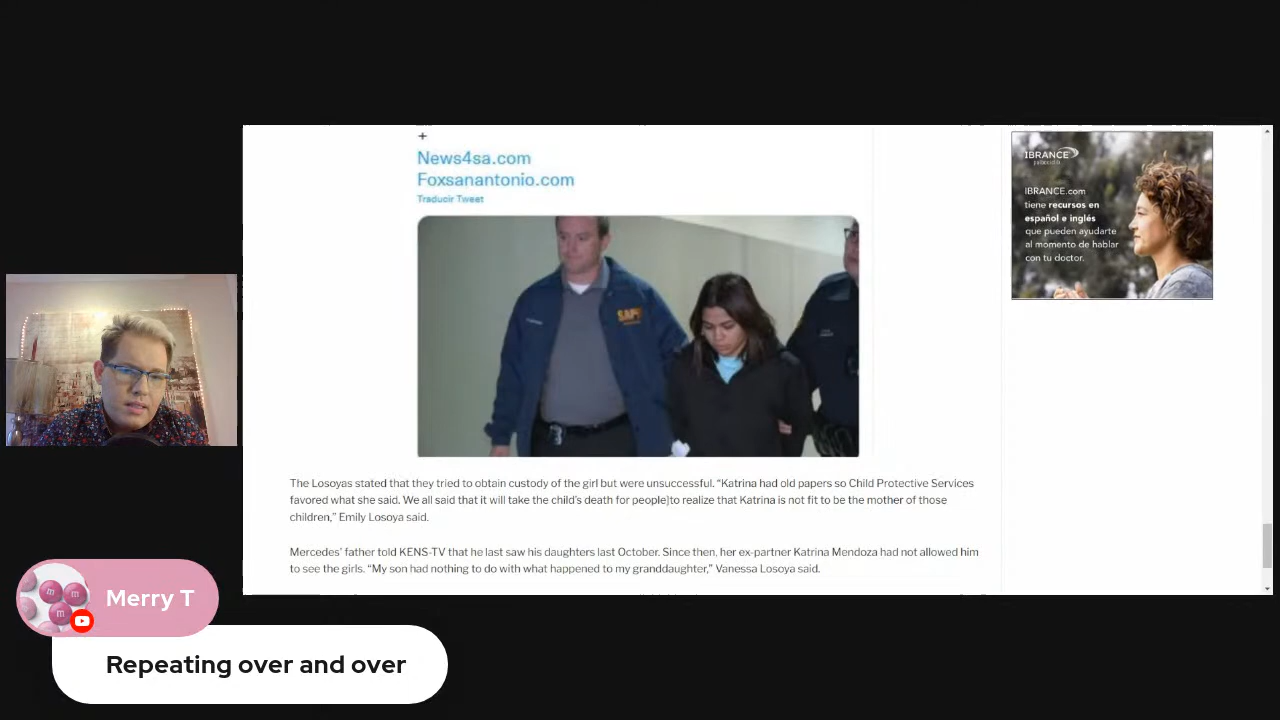 News4sa.com
Foxsanantonio.com
Traducir Tweet
The Losoyas stated that they tried to obtain custody of the girl but were unsuccessful. “Katrina had old papers so Child Protective Services
favored what she said. We all said that it will take the child’s death for people to realize that Katrina is not fit to be the mother of those
children,” Emily Losoya said.
Mercedes’ father told KENS-TV that he last saw his daughters last October. Since then, her ex-partner Katrina Mendoza had not allowed him
to see the girls. “My son had nothing to do with what happened to my granddaughter,” Vanessa Losoya said.
IBRANCE
IBRANCE.com
tiene recursos en
español e inglés
que pueden ayudarte
al momento de hablar
con tu doctor.
Merry T
Repeating over and over